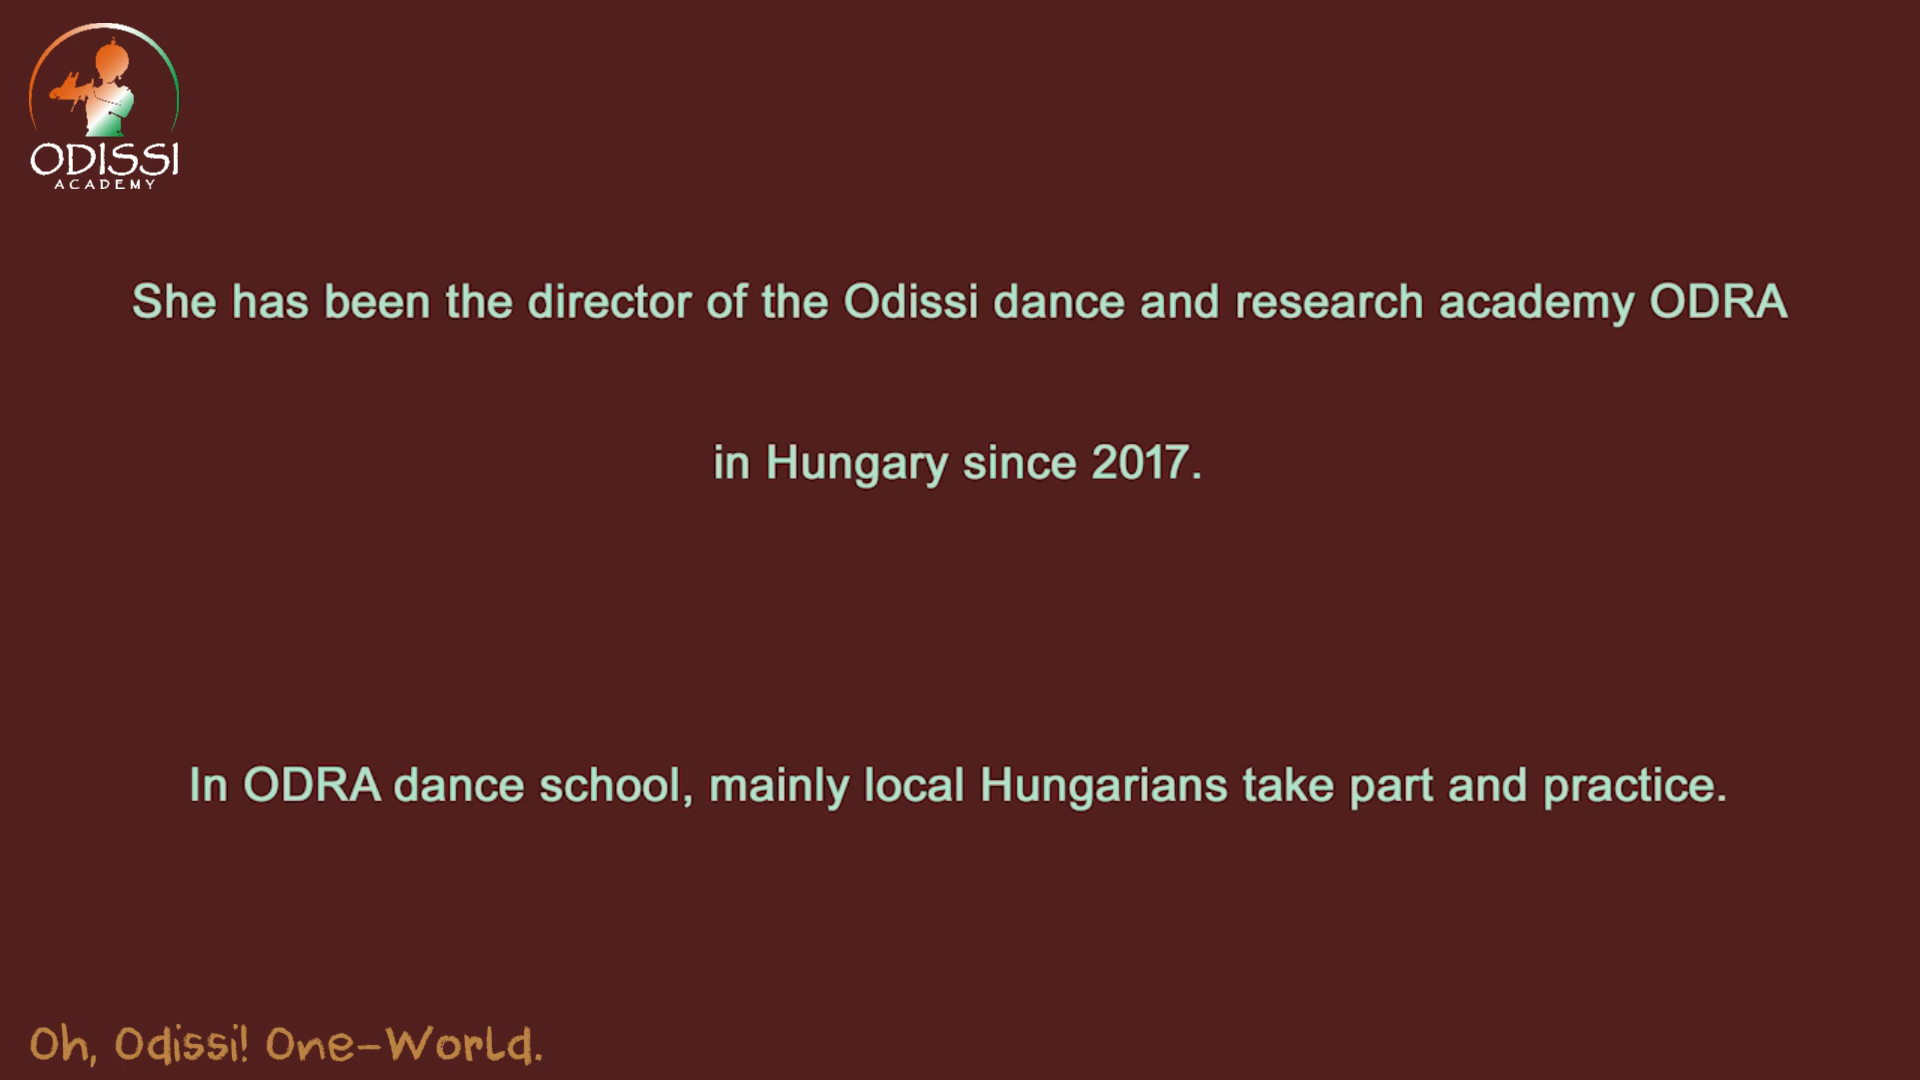 ODISSI
ACADEMY
She has been the director of the Odissi dance and research academy ODRA
in Hungary since 2017.
In ODRA dance school, mainly local Hungarians take part and practice.
Oh, Odissi! One-World.